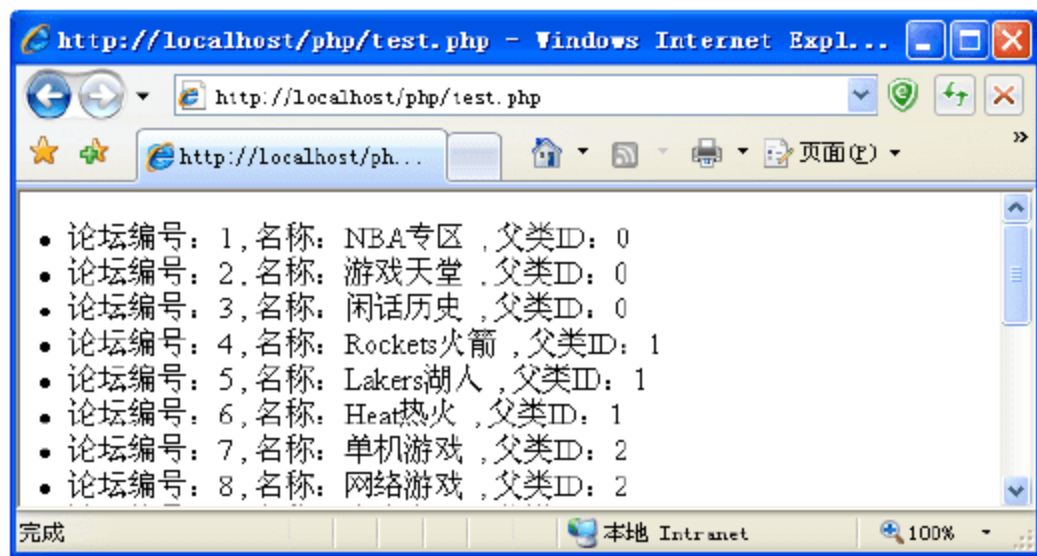 http://localhost/php/test.php - Windows Internet Expl...
http://localhost/php/test.php
http://localhost/ph...
页面(P)
论坛编号：1,名称：NBA专区 ,父类ID：0
论坛编号：2,名称：游戏天堂 ,父类ID：0
论坛编号：3,名称：闲话历史 ,父类ID：0
论坛编号：4,名称：Rockets火箭 ,父类ID：1
论坛编号：5,名称：Lakers湖人 ,父类ID：1
论坛编号：6,名称：Heat热火 ,父类ID：1
论坛编号：7,名称：单机游戏 ,父类ID：2
论坛编号：8,名称：网络游戏 ,父类ID：2
完成
本地 Intranet
100%